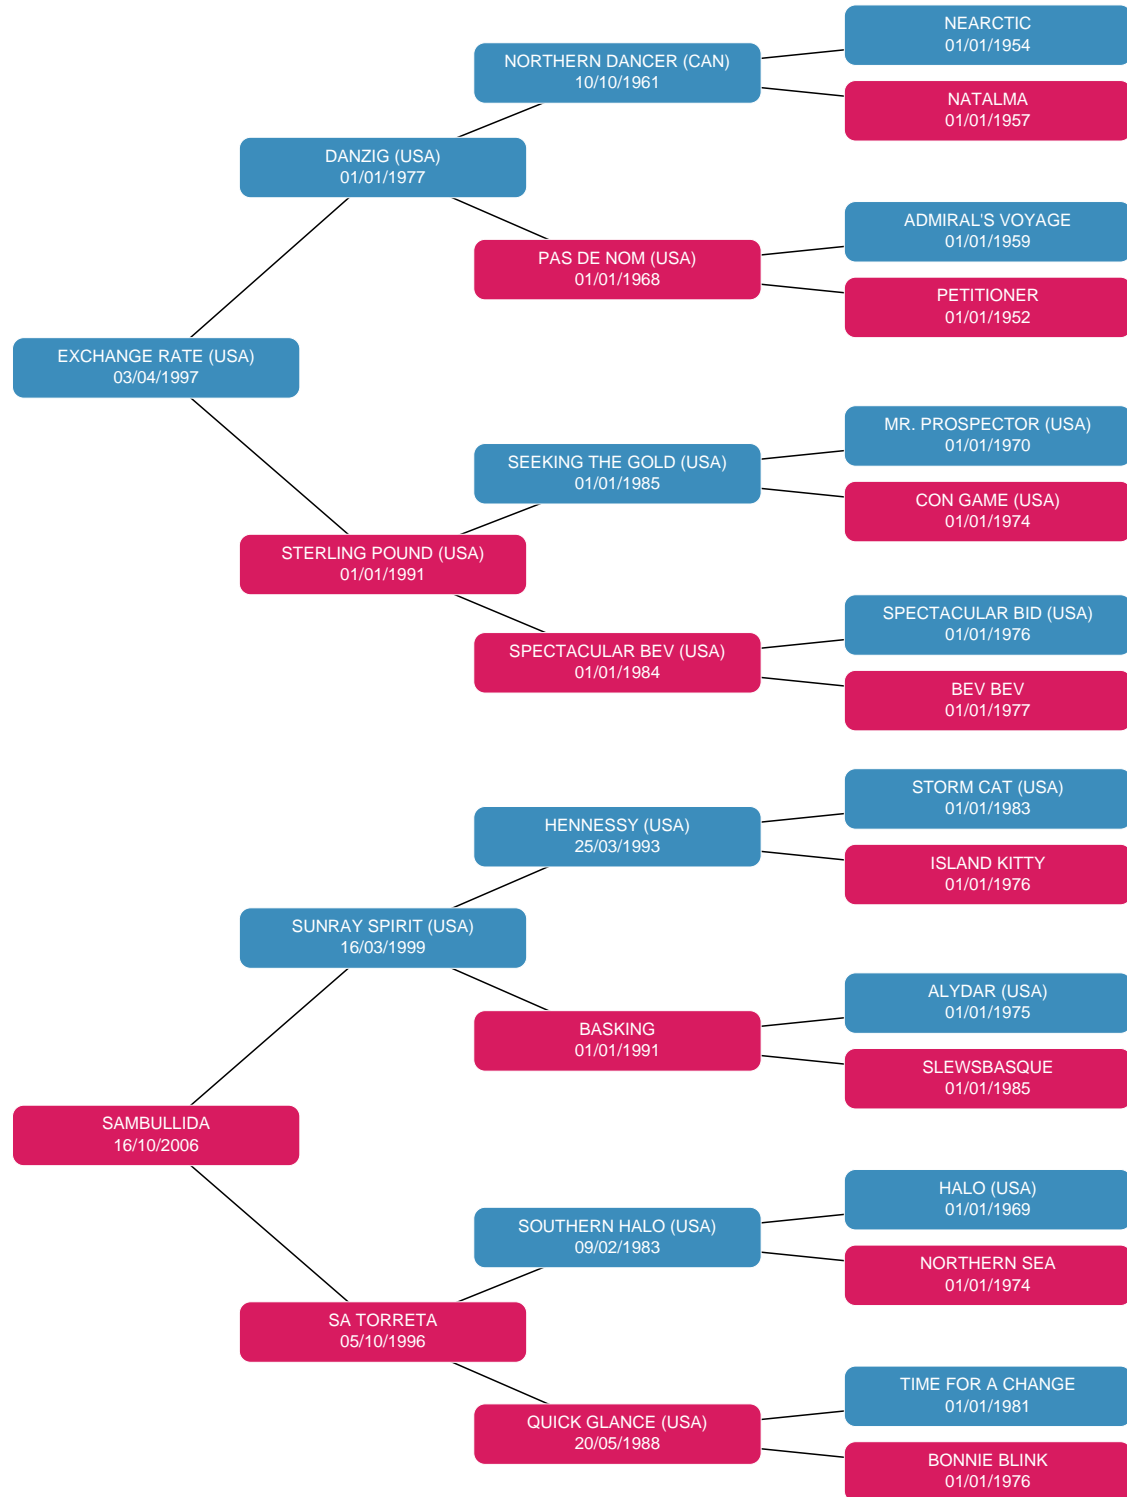 NEARCTIC
01/01/1954
NORTHERN DANCER (CAN)
10/10/1961
NATALMA
01/01/1957
DANZIG (USA)
01/01/1977
ADMIRAL'S VOYAGE
01/01/1959
PAS DE NOM (USA)
01/01/1968
PETITIONER
01/01/1952
EXCHANGE RATE (USA)
03/04/1997
MR. PROSPECTOR (USA)
01/01/1970
SEEKING THE GOLD (USA)
01/01/1985
CON GAME (USA)
01/01/1974
STERLING POUND (USA)
01/01/1991
SPECTACULAR BID (USA)
01/01/1976
SPECTACULAR BEV (USA)
01/01/1984
BEV BEV
01/01/1977
STORM CAT (USA)
01/01/1983
HENNESSY (USA)
25/03/1993
ISLAND KITTY
01/01/1976
SUNRAY SPIRIT (USA)
16/03/1999
ALYDAR (USA)
01/01/1975
BASKING
01/01/1991
SLEWSBASQUE
01/01/1985
SAMBULLIDA
16/10/2006
HALO (USA)
01/01/1969
SOUTHERN HALO (USA)
09/02/1983
NORTHERN SEA
01/01/1974
SA TORRETA
05/10/1996
TIME FOR A CHANGE
01/01/1981
QUICK GLANCE (USA)
20/05/1988
BONNIE BLINK
01/01/1976